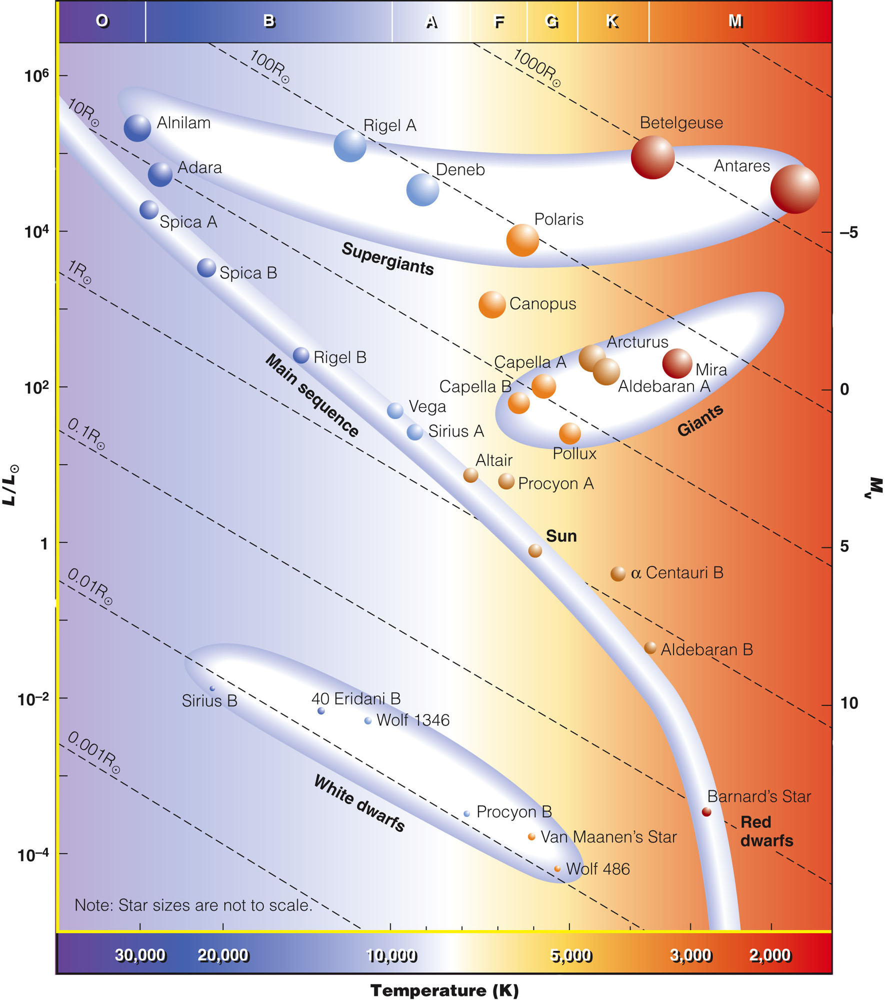 O B A F G K M
100R☉
1000R☉
10⁶
10R☉
Alnilam
Rigel A
Betelgeuse
Adara
Deneb
Antares
Spica A
Polaris
10⁴
–5
Supergiants
1R☉
Spica B
Canopus
Arcturus
Rigel B
Capella A
Mira
Main sequence
Capella B
Aldebaran A
10²
0
Vega
Giants
0.1R☉
Sirius A
Pollux
Altair
Procyon A
L/L☉
Mv
Sun
1
5
α Centauri B
0.01R☉
Aldebaran B
Sirius B
40 Eridani B
10–²
10
Wolf 1346
0.001R☉
White dwarfs
Barnard’s Star
Procyon B
Red
dwarfs
Van Maanen’s Star
10–⁴
Wolf 486
Note: Star sizes are not to scale.
30,000 20,000 10,000 5,000 3,000 2,000
Temperature (K)